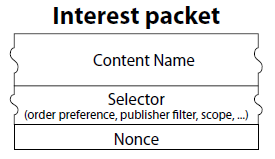 Interest packet
Content Name
Selector
(order preference, publisher filter, scope, ...)
Nonce